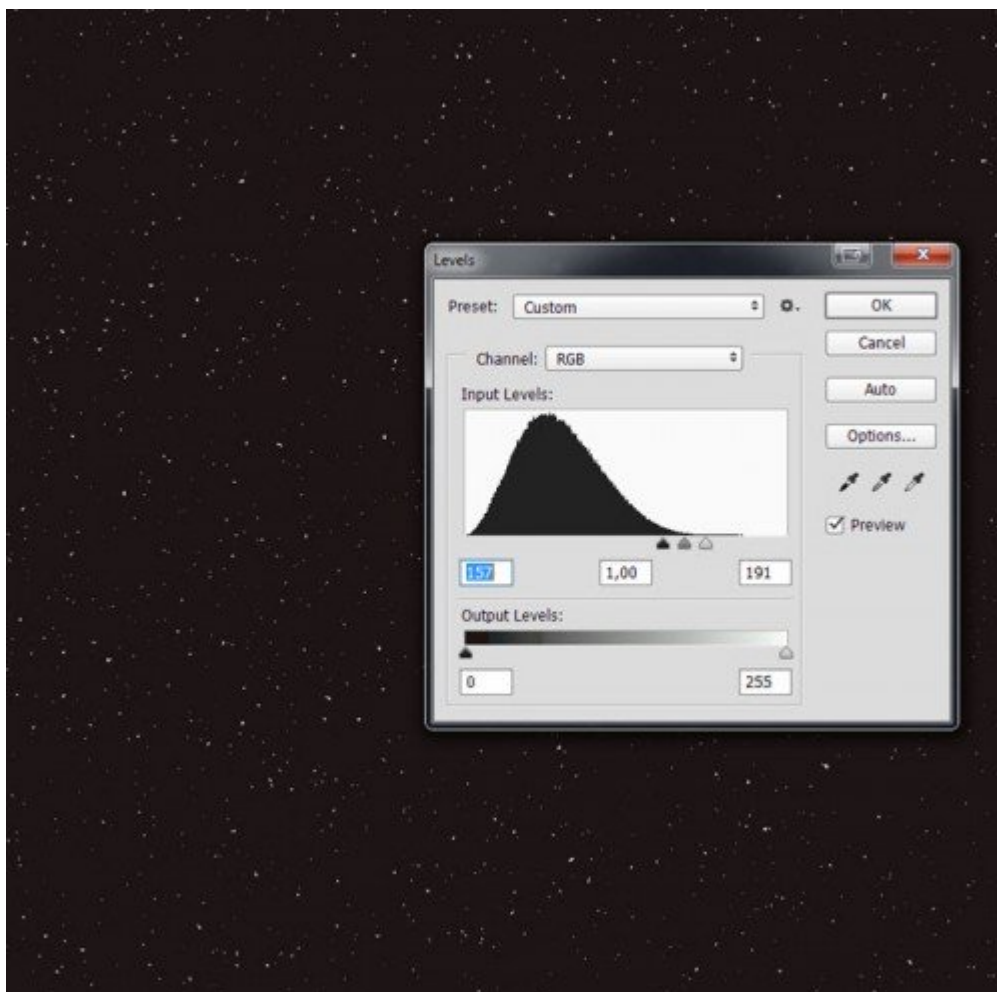 Levels
Preset: Custom
OK
Cancel
Channel: RGB
Auto
Input Levels:
Options...
Preview
157 1,00 191
Output Levels:
0 255